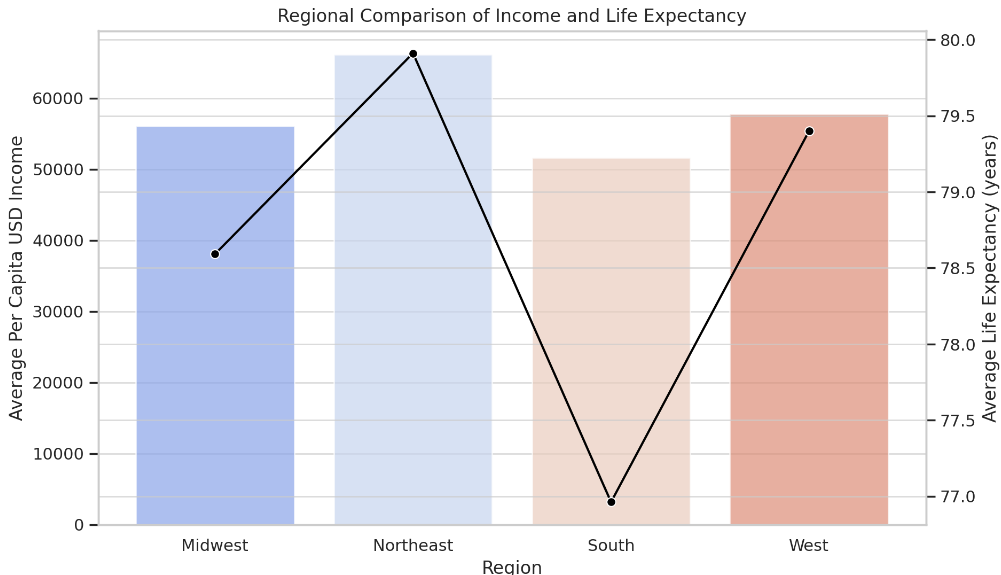 Regional Comparison of Income and Life Expectancy
Average Per Capita USD Income
60000
50000
40000
30000
20000
10000
0
80.0
79.5
79.0
78.5
78.0
77.5
77.0
Average Life Expectancy (years)
Midwest
Northeast
South
West
Region